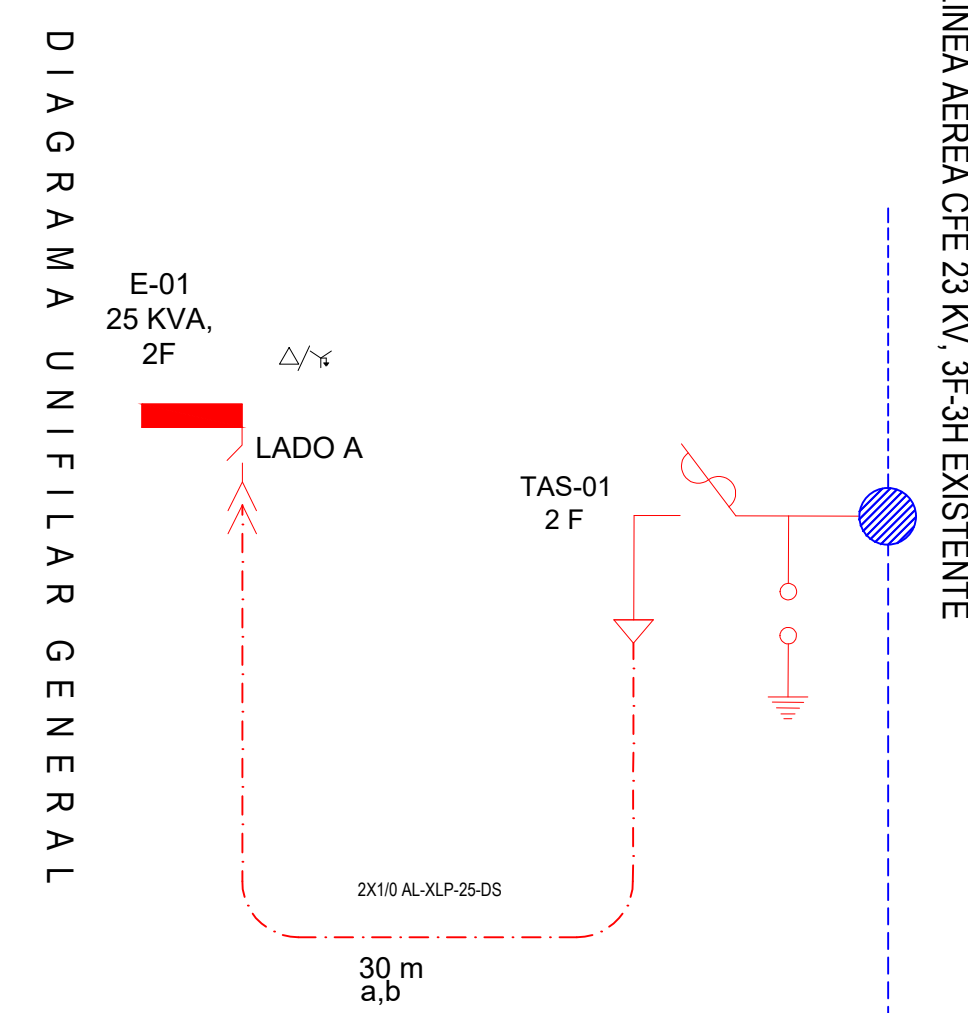 DIAGRAMA UNIFILAR GENERAL
E-01
25 KVA,
2F
LADO A
TAS-01
2 F
2X1/0 AL-XLP-25-DS
30 m
a,b
LINEA AEREA CFE 23 KV, 3F-3H EXISTENTE